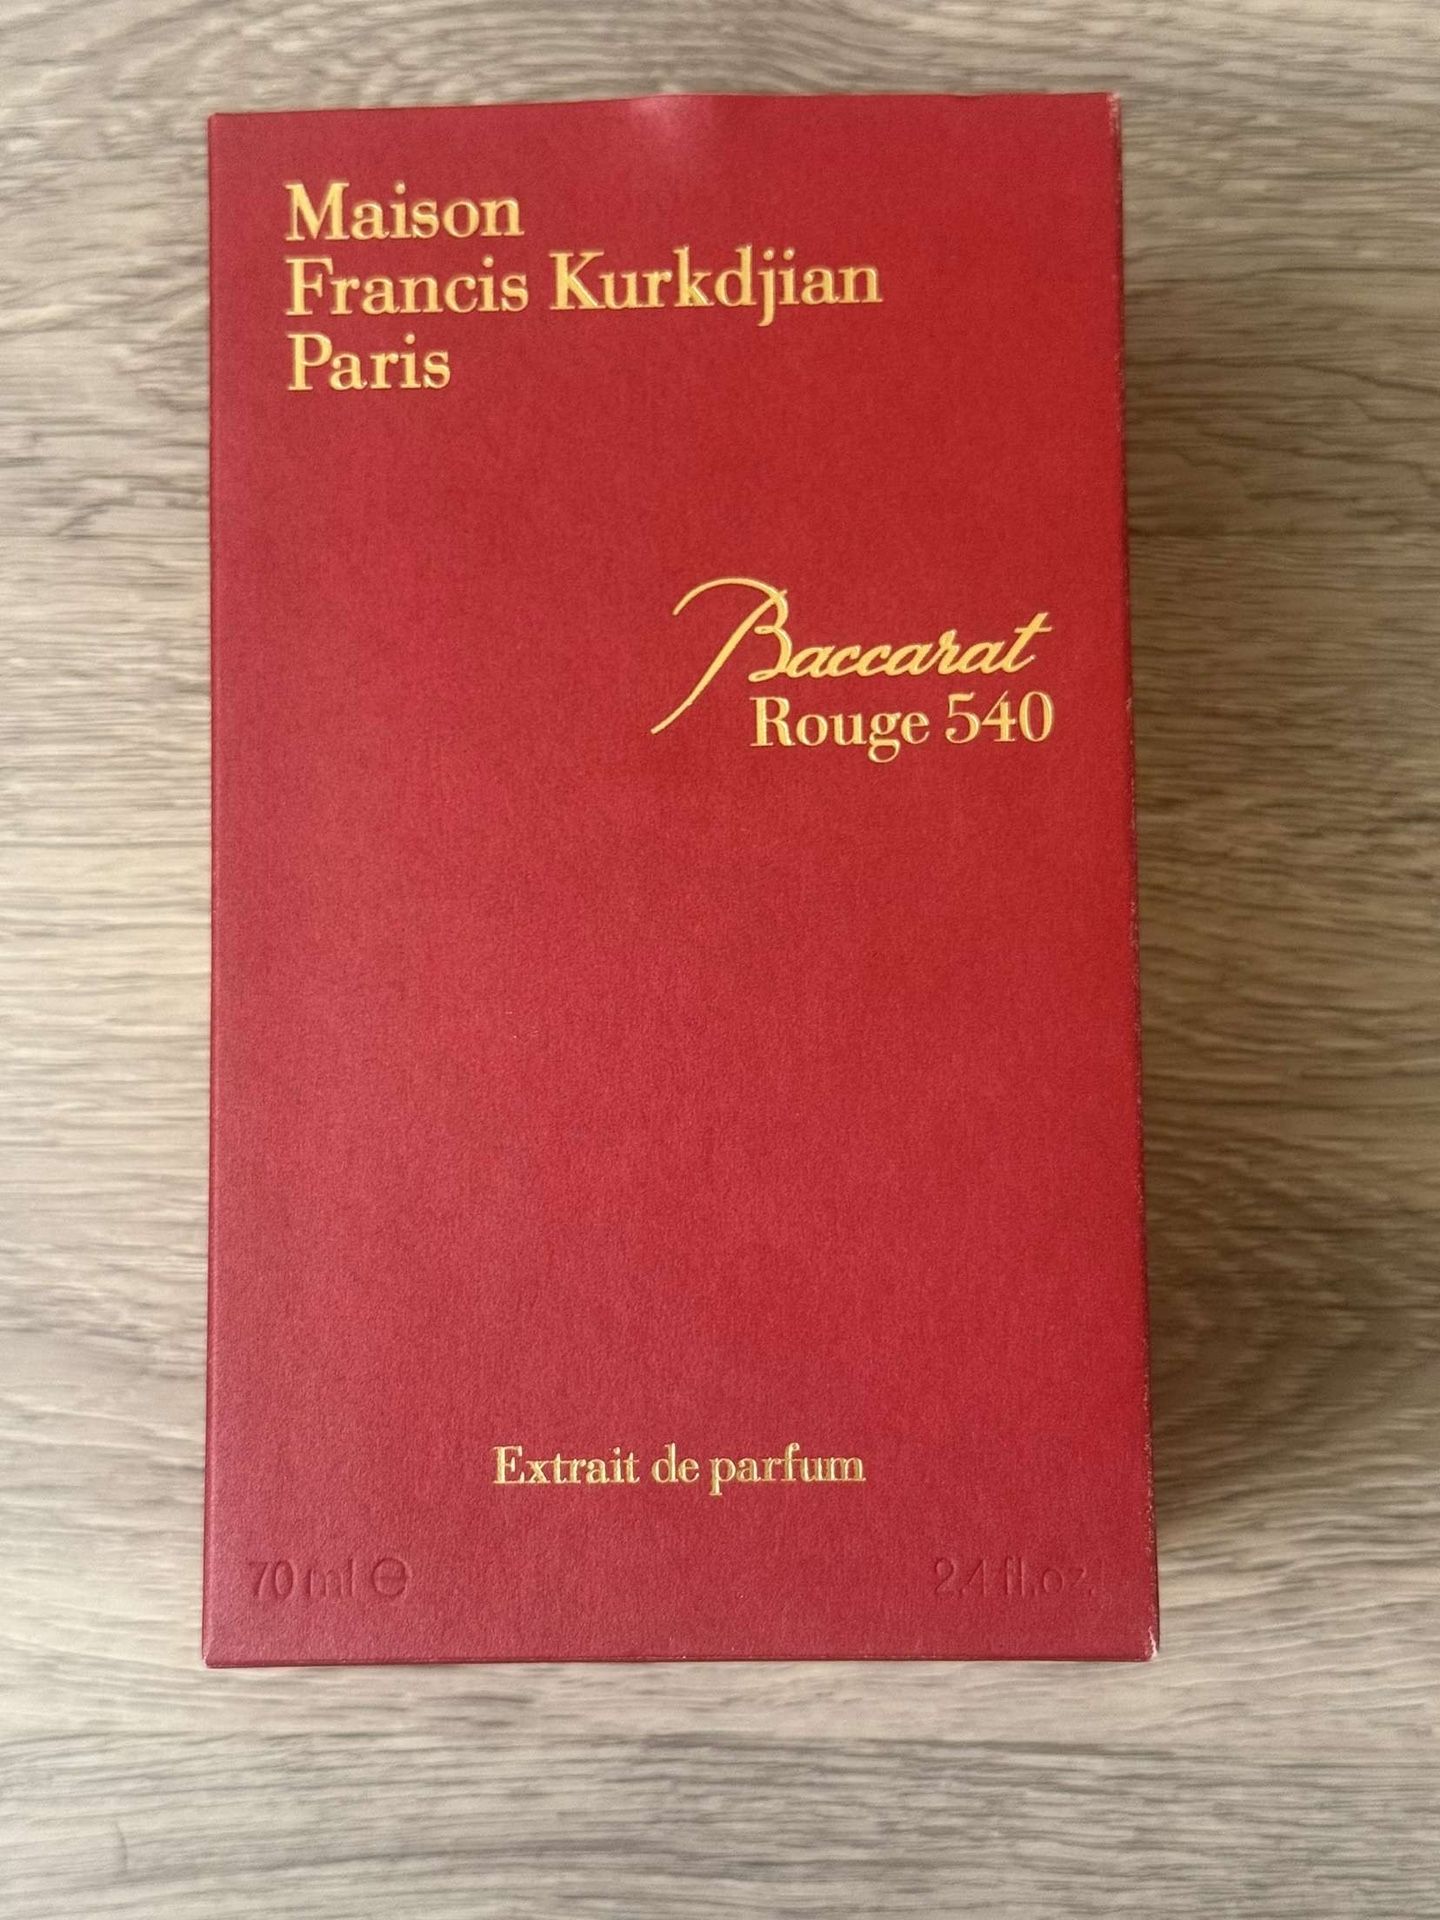 Maison
Francis Kurkdjian
Paris
Baccarat
Rouge 540
Extrait de parfum
70 ml ℮ 2.4 fl.oz.